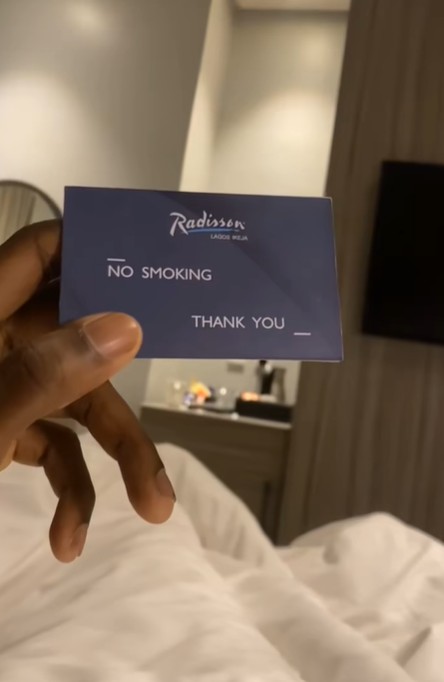 Radisson
LAGOS IKEJA
NO SMOKING
THANK YOU